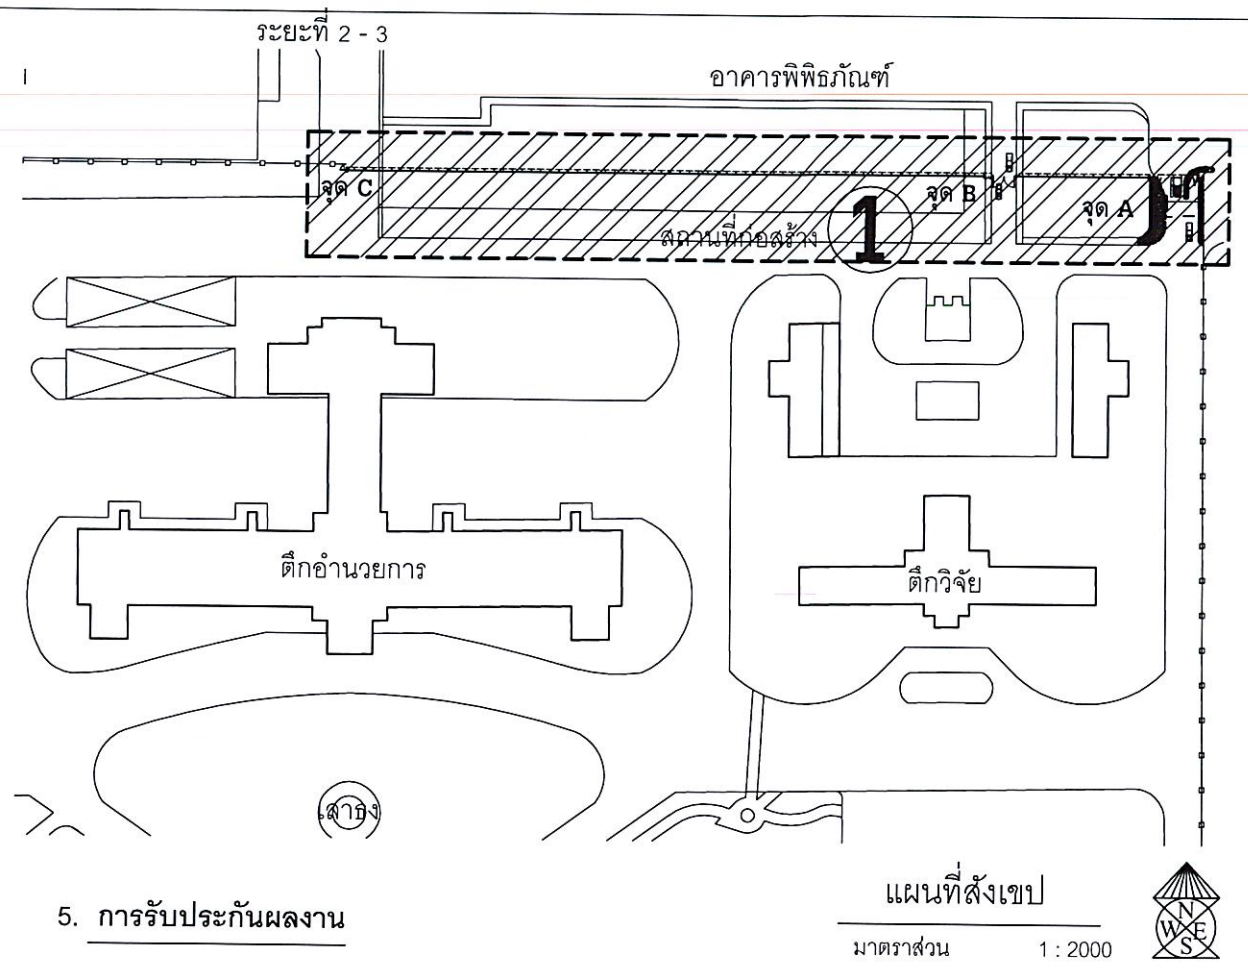 ระยะที่ 2 - 3
อาคารพิพิธภัณฑ์
จุด C
จุด B
จุด A
สถานที่ก่อสร้าง
1
ตึกอำนวยการ
ตึกวิจัย
เสาธง
แผนที่สังเขป
5. การรับประกันผลงาน
มาตราส่วน 1 : 2000
N
W E
S